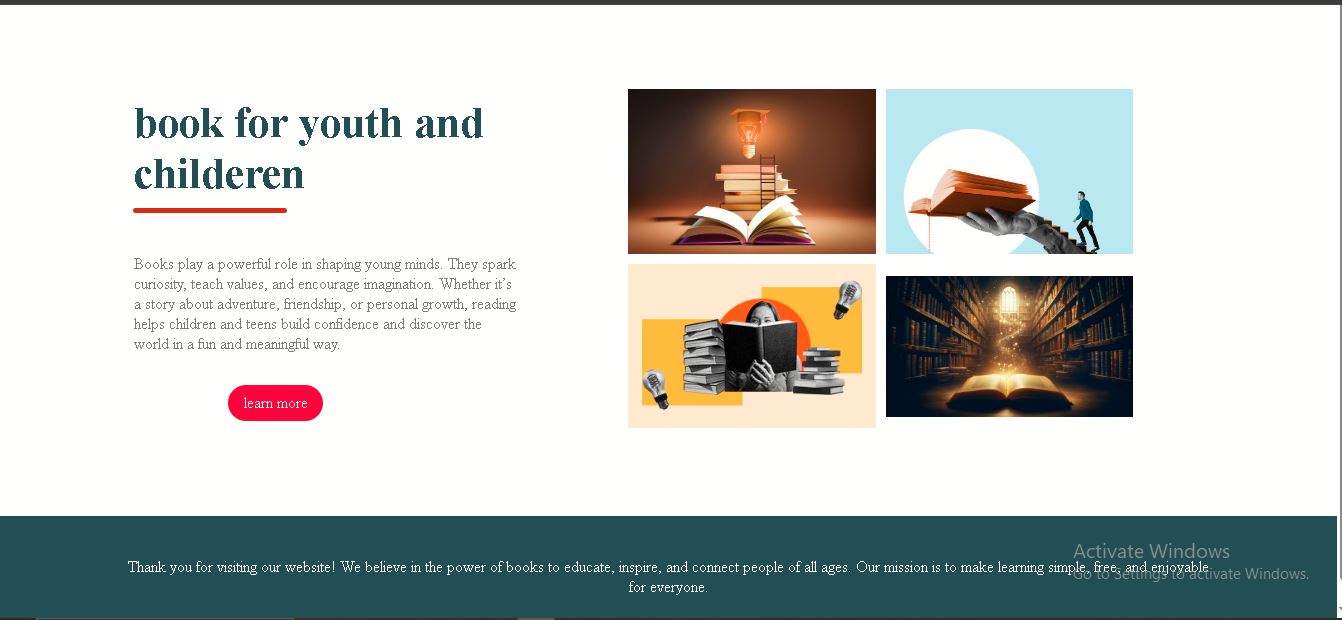 book for youth and
childeren
Books play a powerful role in shaping young minds. They spark
curiosity, teach values, and encourage imagination. Whether it's
a story about adventure, friendship, or personal growth, reading
helps children and teens build confidence and discover the
world in a fun and meaningful way.
learn more
Thank you for visiting our website! We believe in the power of books to educate, inspire, and connect people of all ages. Our mission is to make learning simple, free, and enjoyable
for everyone.
Activate Windows
Go to Settings to activate Windows.